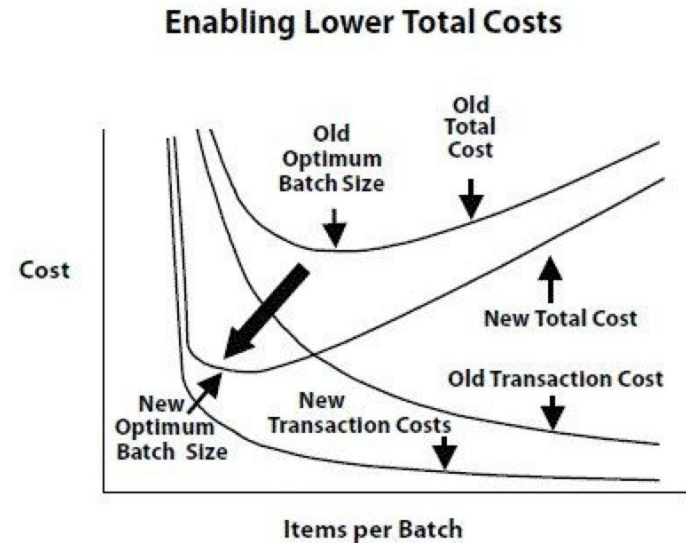 Enabling Lower Total Costs
Old
Optimum
Batch Size
Old
Total
Cost
Cost
New Total Cost
Old Transaction Cost
New
Transaction Costs
New
Optimum
Batch Size
Items per Batch